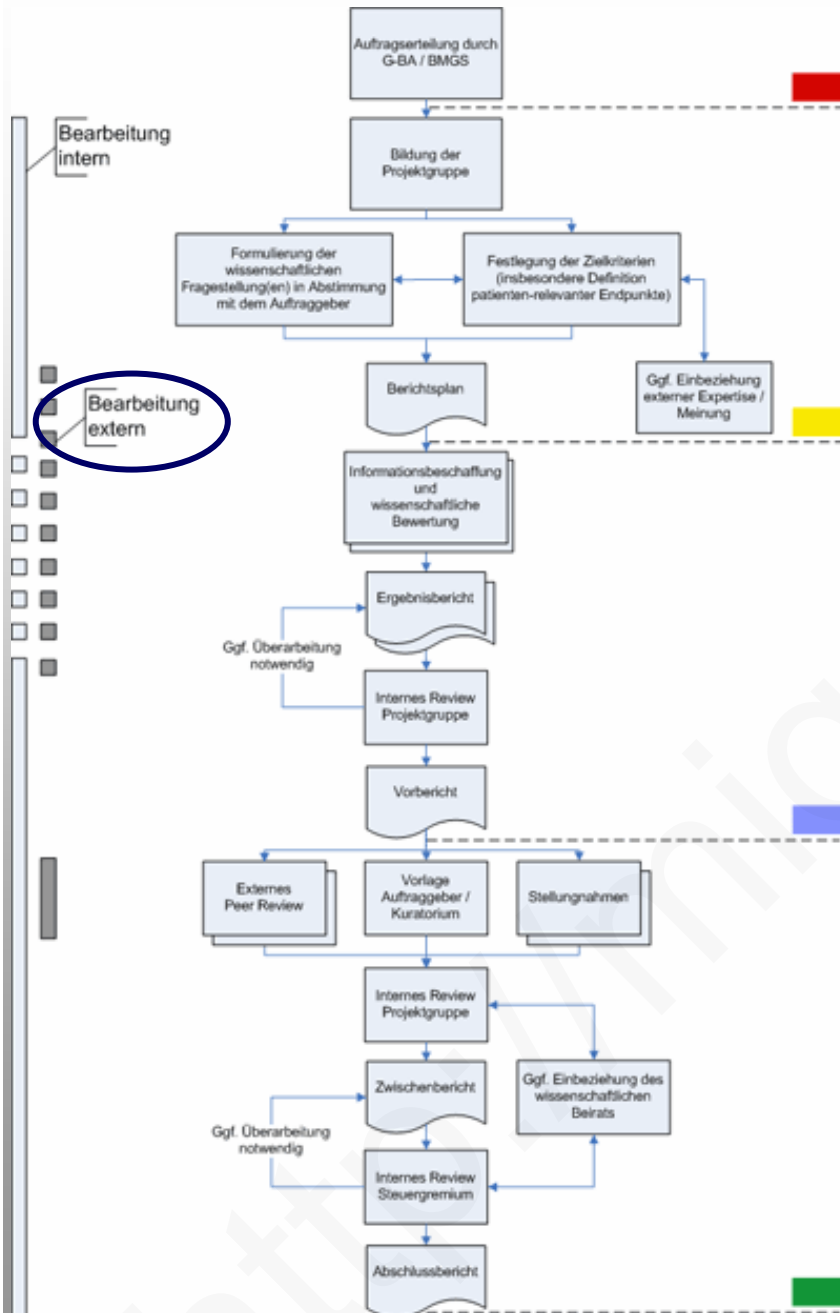 Auftragserteilung durch
G-BA / BMGS
Bearbeitung
intern
Bildung der
Projektgruppe
Formulierung der
wissenschaftlichen
Fragestellung(en) in Abstimmung
mit dem Auftraggeber
Festlegung der Zielkriterien
(insbesondere Definition
patienten-relevanter Endpunkte)
Bearbeitung
extern
Berichtsplan
Ggf. Einbeziehung
externer Expertise /
Meinung
Informationsbeschaffung
und
wissenschaftliche
Bewertung
Ergebnisbericht
Ggf. Überarbeitung
notwendig
Internes Review
Projektgruppe
Vorbericht
Externes
Peer Review
Vorlage
Auftraggeber /
Kuratorium
Stellungnahmen
Internes Review
Projektgruppe
Zwischenbericht
Ggf. Einbeziehung des
wissenschaftlichen
Beirats
Ggf. Überarbeitung
notwendig
Internes Review
Steuergremium
Abschlussbericht